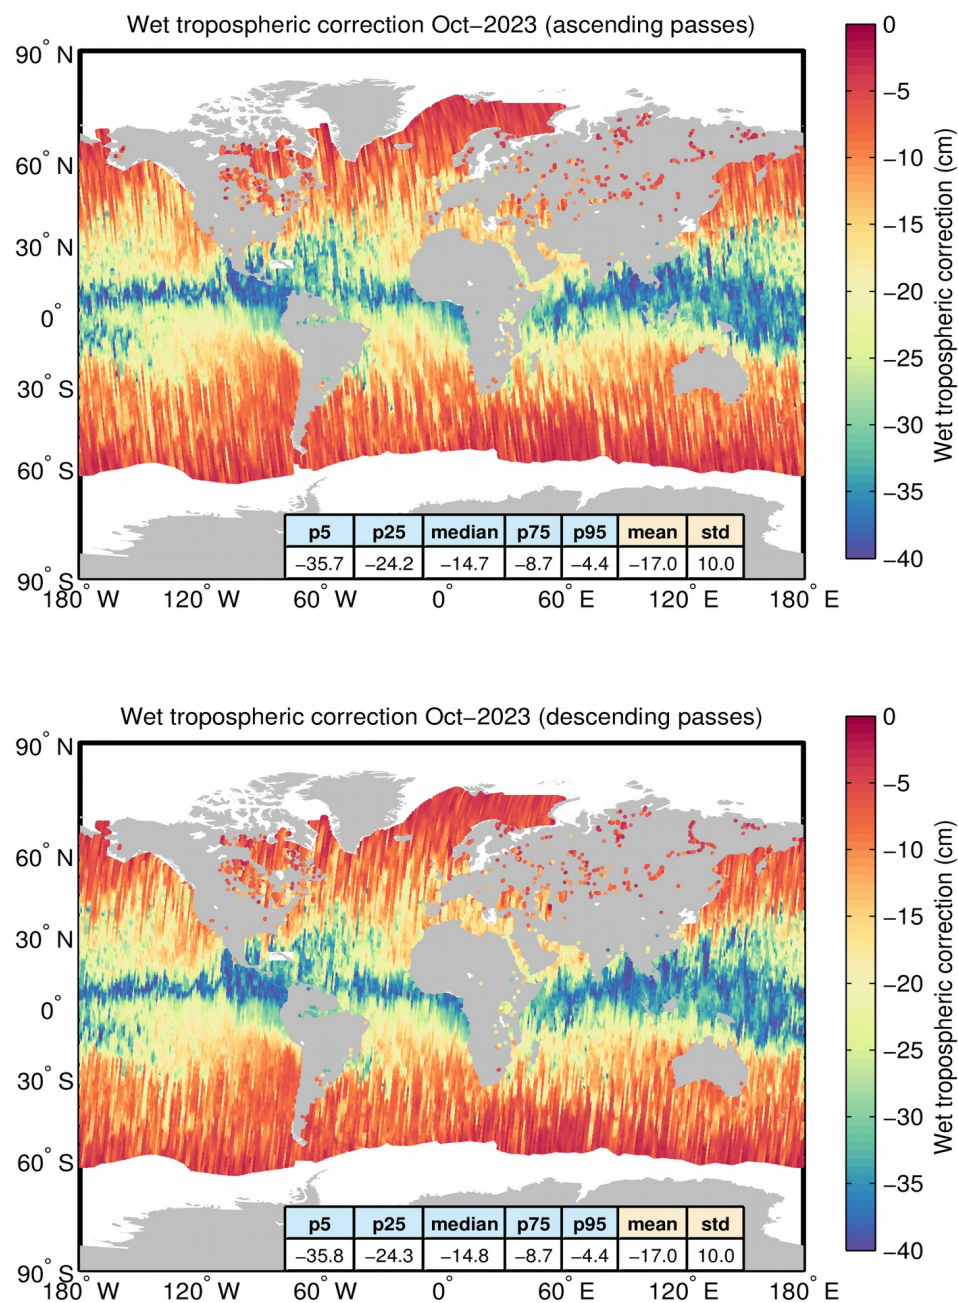 Wet tropospheric correction Oct−2023 (ascending passes)
90° N
60° N
30° N
0°
30° S
60° S
90° S
180° W 120° W 60° W 0° 60° E 120° E 180° E
p5 p25 median p75 p95 mean std
−35.7 −24.2 −14.7 −8.7 −4.4 −17.0 10.0
0
−5
−10
−15
−20
−25
−30
−35
−40
Wet tropospheric correction (cm)
Wet tropospheric correction Oct−2023 (descending passes)
90° N
60° N
30° N
0°
30° S
60° S
90° S
180° W 120° W 60° W 0° 60° E 120° E 180° E
p5 p25 median p75 p95 mean std
−35.8 −24.3 −14.8 −8.7 −4.4 −17.0 10.0
0
−5
−10
−15
−20
−25
−30
−35
−40
Wet tropospheric correction (cm)